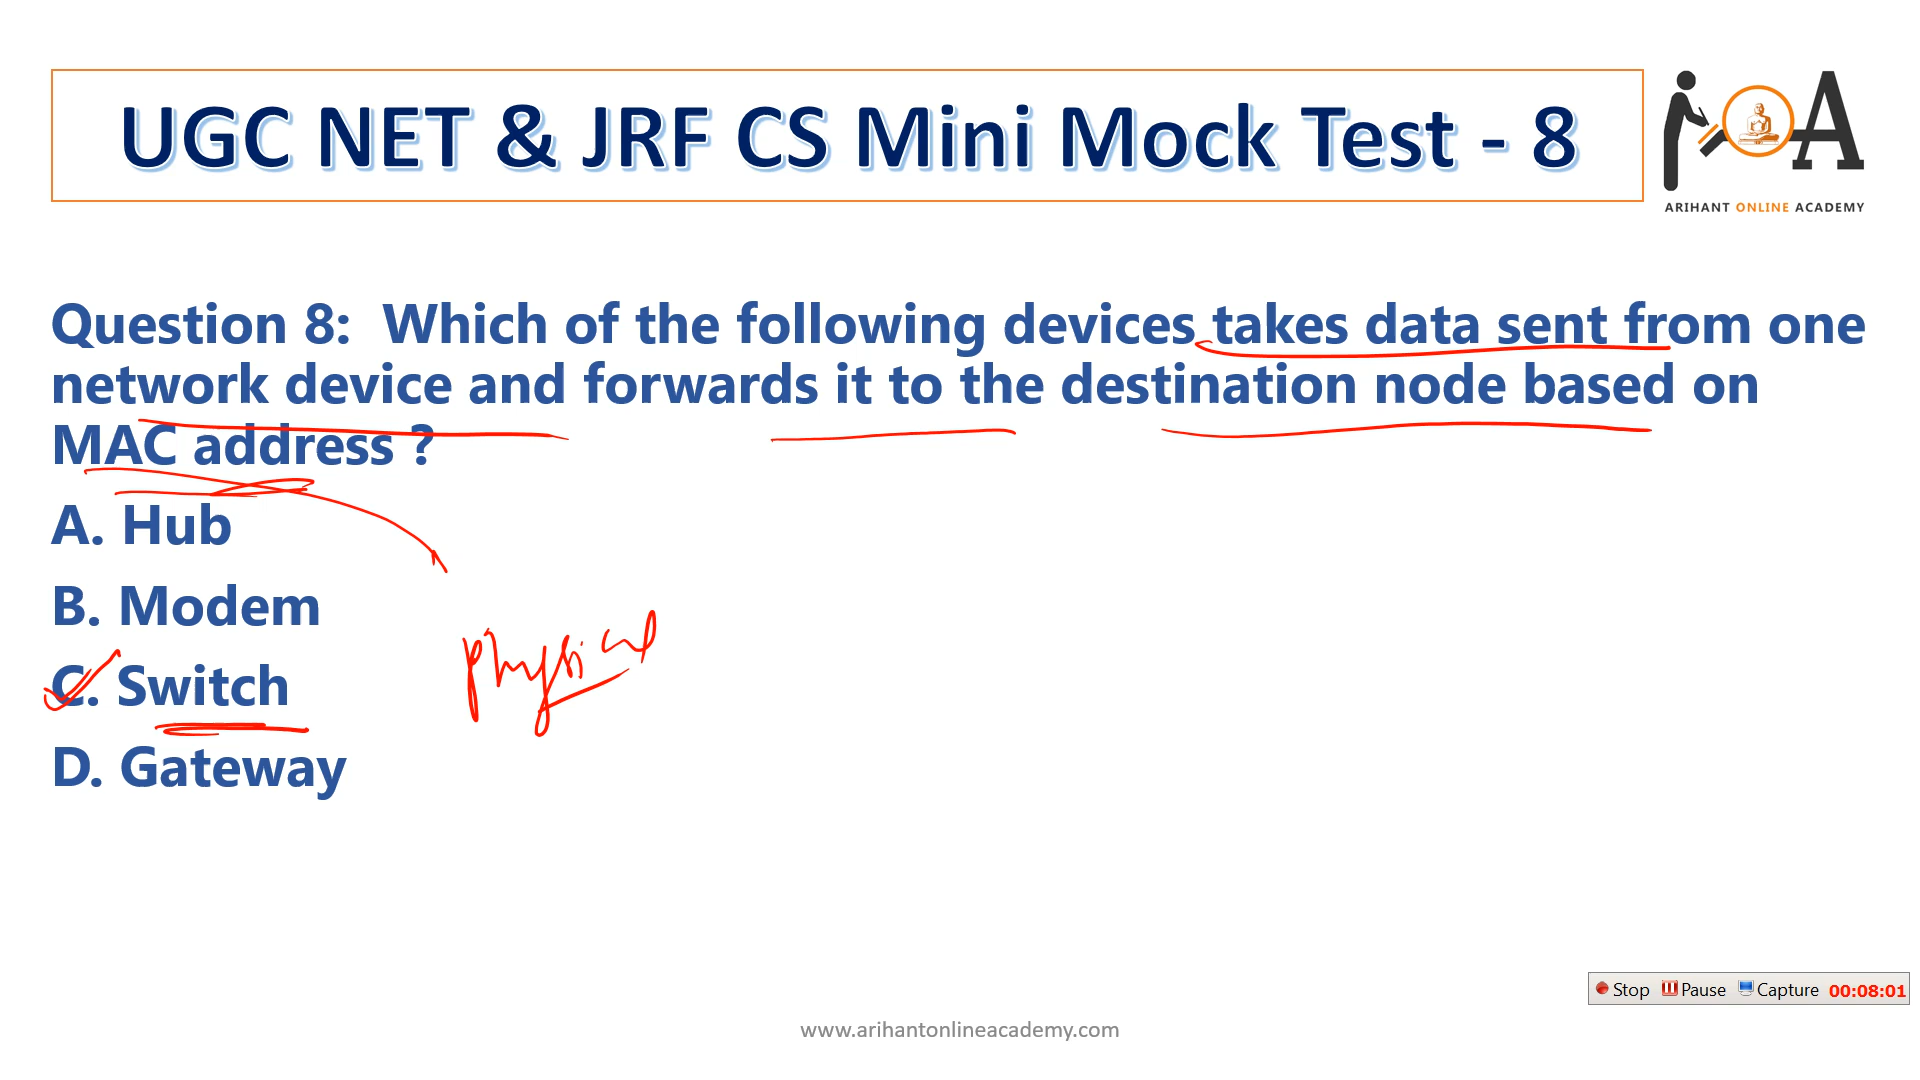 UGC NET & JRF CS Mini Mock Test - 8
A
ARIHANT ONLINE ACADEMY
Question 8: Which of the following devices takes data sent from one
network device and forwards it to the destination node based on
MAC address ?
A. Hub
B. Modem
physical
C. Switch
D. Gateway
Stop Pause Capture 00:08:01
www.arihantonlineacademy.com